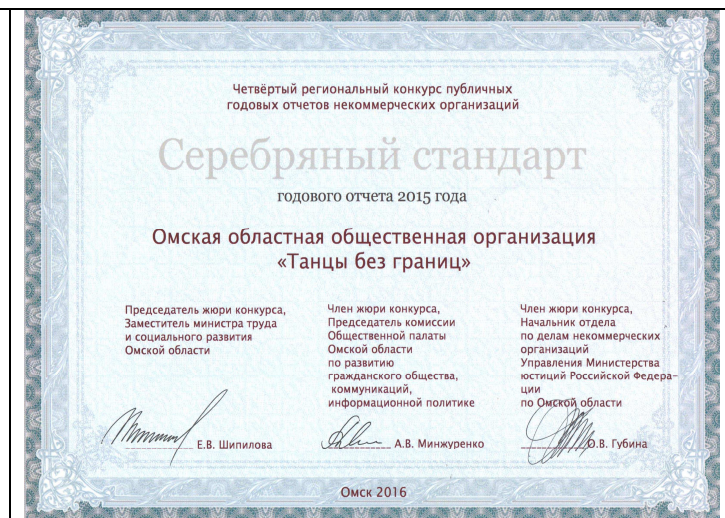 Четвёртый региональный конкурс публичных
годовых отчетов некоммерческих организаций
Серебряный стандарт
годового отчета 2015 года
Омская областная общественная организация
«Танцы без границ»
Председатель жюри конкурса,
Заместитель министра труда
и социального развития
Омской области
Е.В. Шипилова
Член жюри конкурса,
Председатель комиссии
Общественной палаты
Омской области
по развитию
гражданского общества,
коммуникаций,
информационной политике
А.В. Минжуренко
Член жюри конкурса,
Начальник отдела
по делам некоммерческих
организаций
Управления Министерства
юстиций Российской Федера-
ции
по Омской области
О.В. Губина
Омск 2016